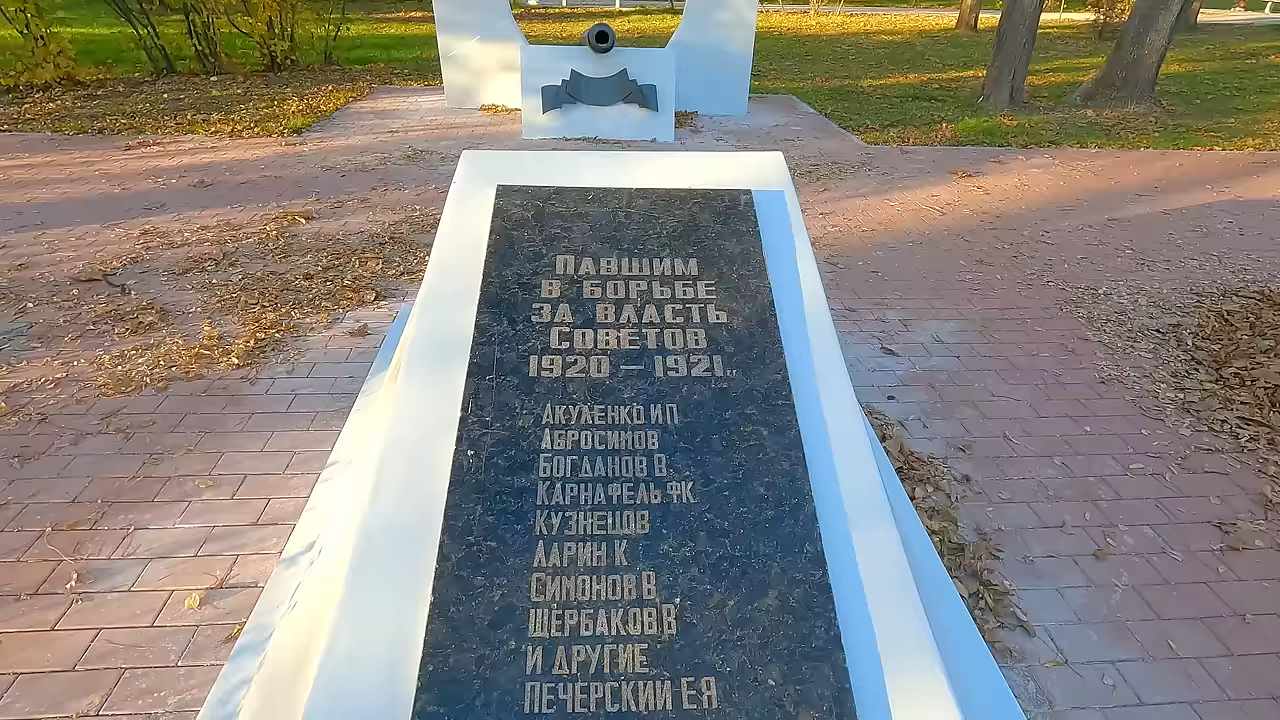 ПАВШИМ
В БОРЬБЕ
ЗА ВЛАСТЬ
СОВЕТОВ
1920 – 1921г.
АКУЛЕНКО И П
АБРОСИМОВ
БОГДАНОВ В.
КАРНАФЕЛЬ Ф К.
КУЗНЕЦОВ
ЛАРИН К.
СИМОНОВ В.
ЩЕРБАКОВ В
И ДРУГИЕ.
ПЕЧЕРСКИЙ Е.Я